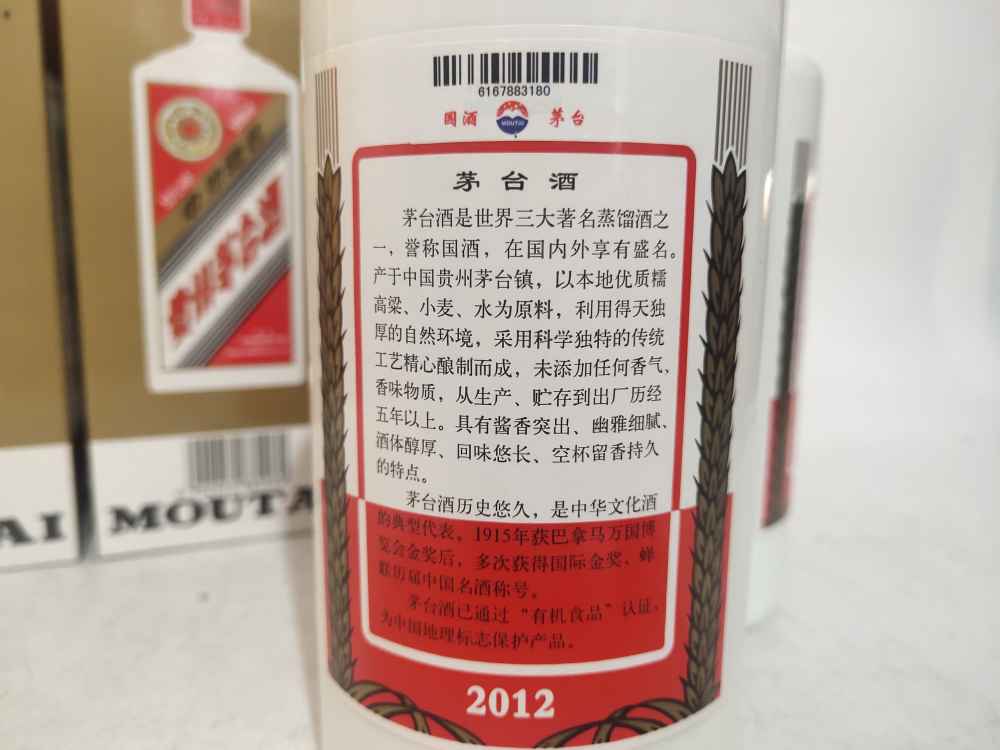 6167883180
国酒 MOUTAI 茅台
茅台酒
茅台酒是世界三大著名蒸馏酒之
一，誉称国酒，在国内外享有盛名。
产于中国贵州茅台镇，以本地优质糯
高粱、小麦、水为原料，利用得天独
厚的自然环境，采用科学独特的传统
工艺精心酿制而成，未添加任何香气、
香味物质，从生产、贮存到出厂历经
五年以上。具有酱香突出、幽雅细腻、
酒体醇厚、回味悠长、空杯留香持久
的特点。
茅台酒历史悠久，是中华文化酒
的典型代表，1915年获巴拿马万国博
览会金奖后，多次获得国际金奖、蝉
联历届中国名酒称号。
茅台酒已通过“有机食品”认证，
为中国地理标志保护产品。
2012
贵州茅台酒
AI
MOUTA